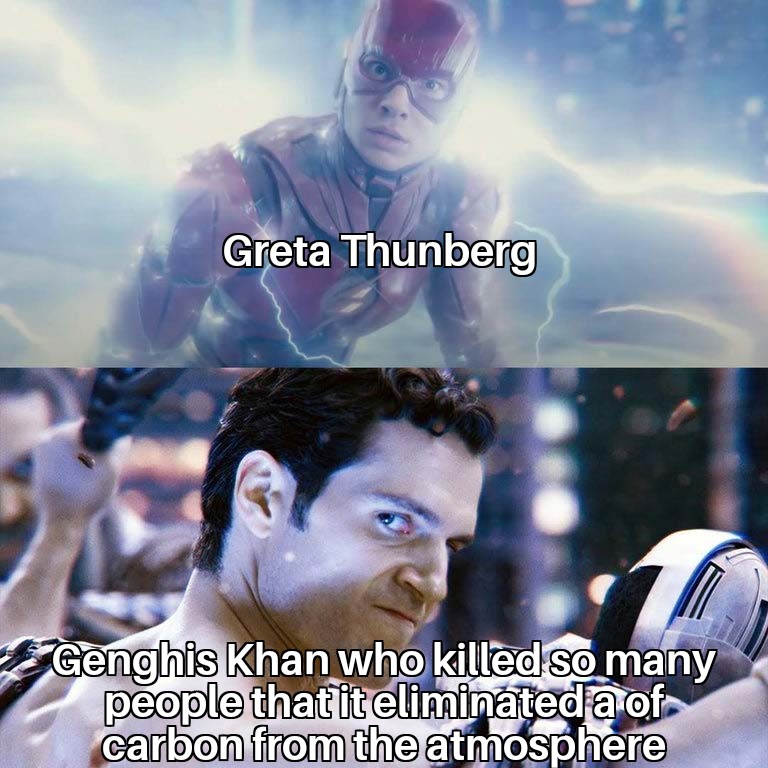 Greta Thunberg
Genghis Khan who killed so many
people that it eliminated a of
carbon from the atmosphere